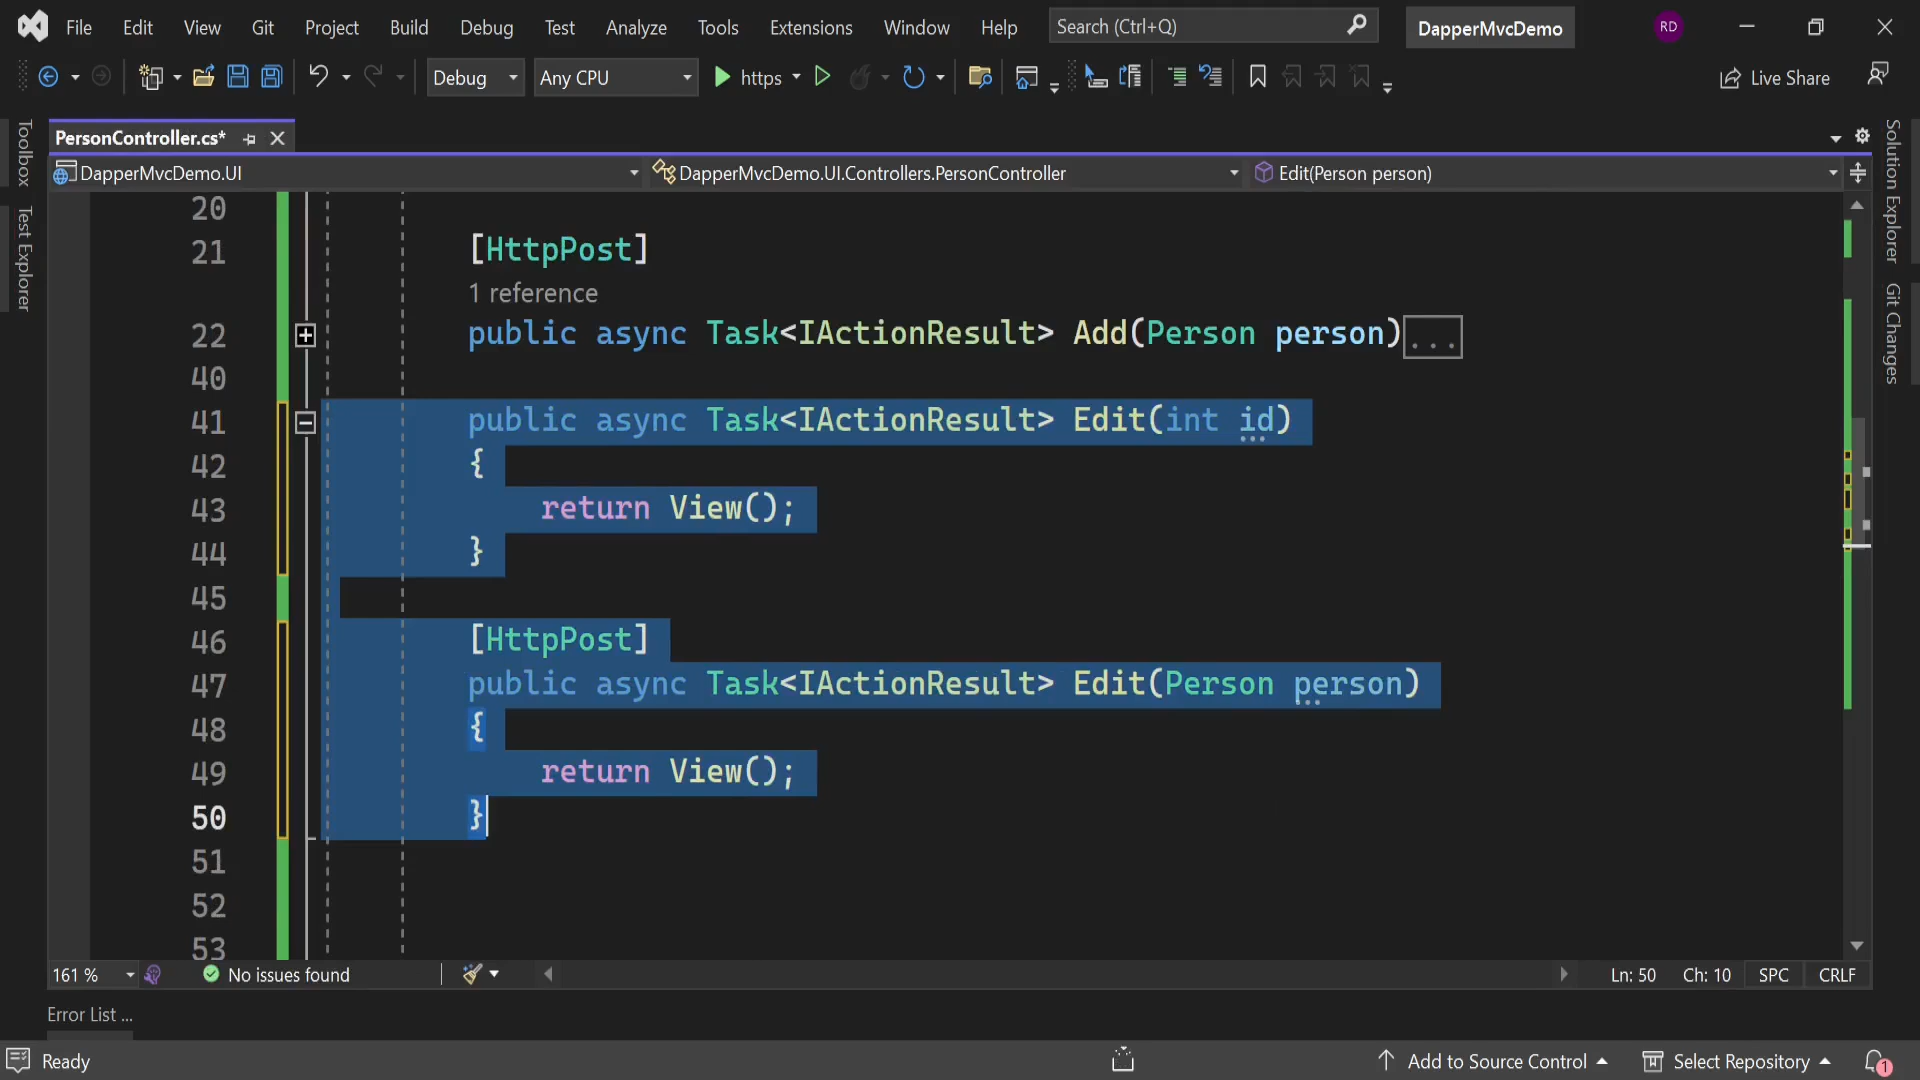 File Edit View Git Project Build Debug Test Analyze Tools Extensions Window Help Search (Ctrl+Q) DapperMvcDemo RD
Debug Any CPU https Live Share
Toolbox
Test Explorer
PersonController.cs*
DapperMvcDemo.UI DapperMvcDemo.UI.Controllers.PersonController Edit(Person person)
20
21 [HttpPost]
1 reference
22 public async Task<IActionResult> Add(Person person)...
40
41 public async Task<IActionResult> Edit(int id)
42 {
43 return View();
44 }
45
46 [HttpPost]
47 public async Task<IActionResult> Edit(Person person)
48 {
49 return View();
50 }
51
52
53
Solution Explorer
Git Changes
161 % No issues found Ln: 50 Ch: 10 SPC CRLF
Error List ...
Ready Add to Source Control Select Repository 1